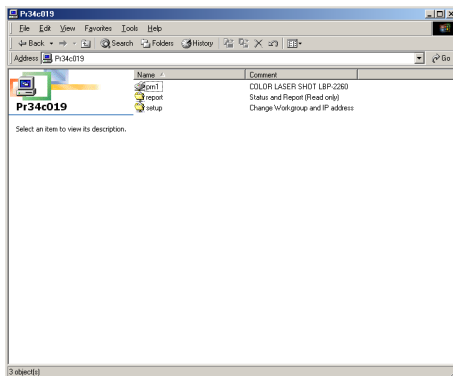 Pr34c019
File Edit View Favorites Tools Help
Back Search Folders History
Address Pr34c019 Go
Name Comment
prn1 COLOR LASER SHOT LBP-2260
report Status and Report (Read only)
setup Change Workgroup and IP address
Pr34c019
Select an item to view its description.
3 object(s)